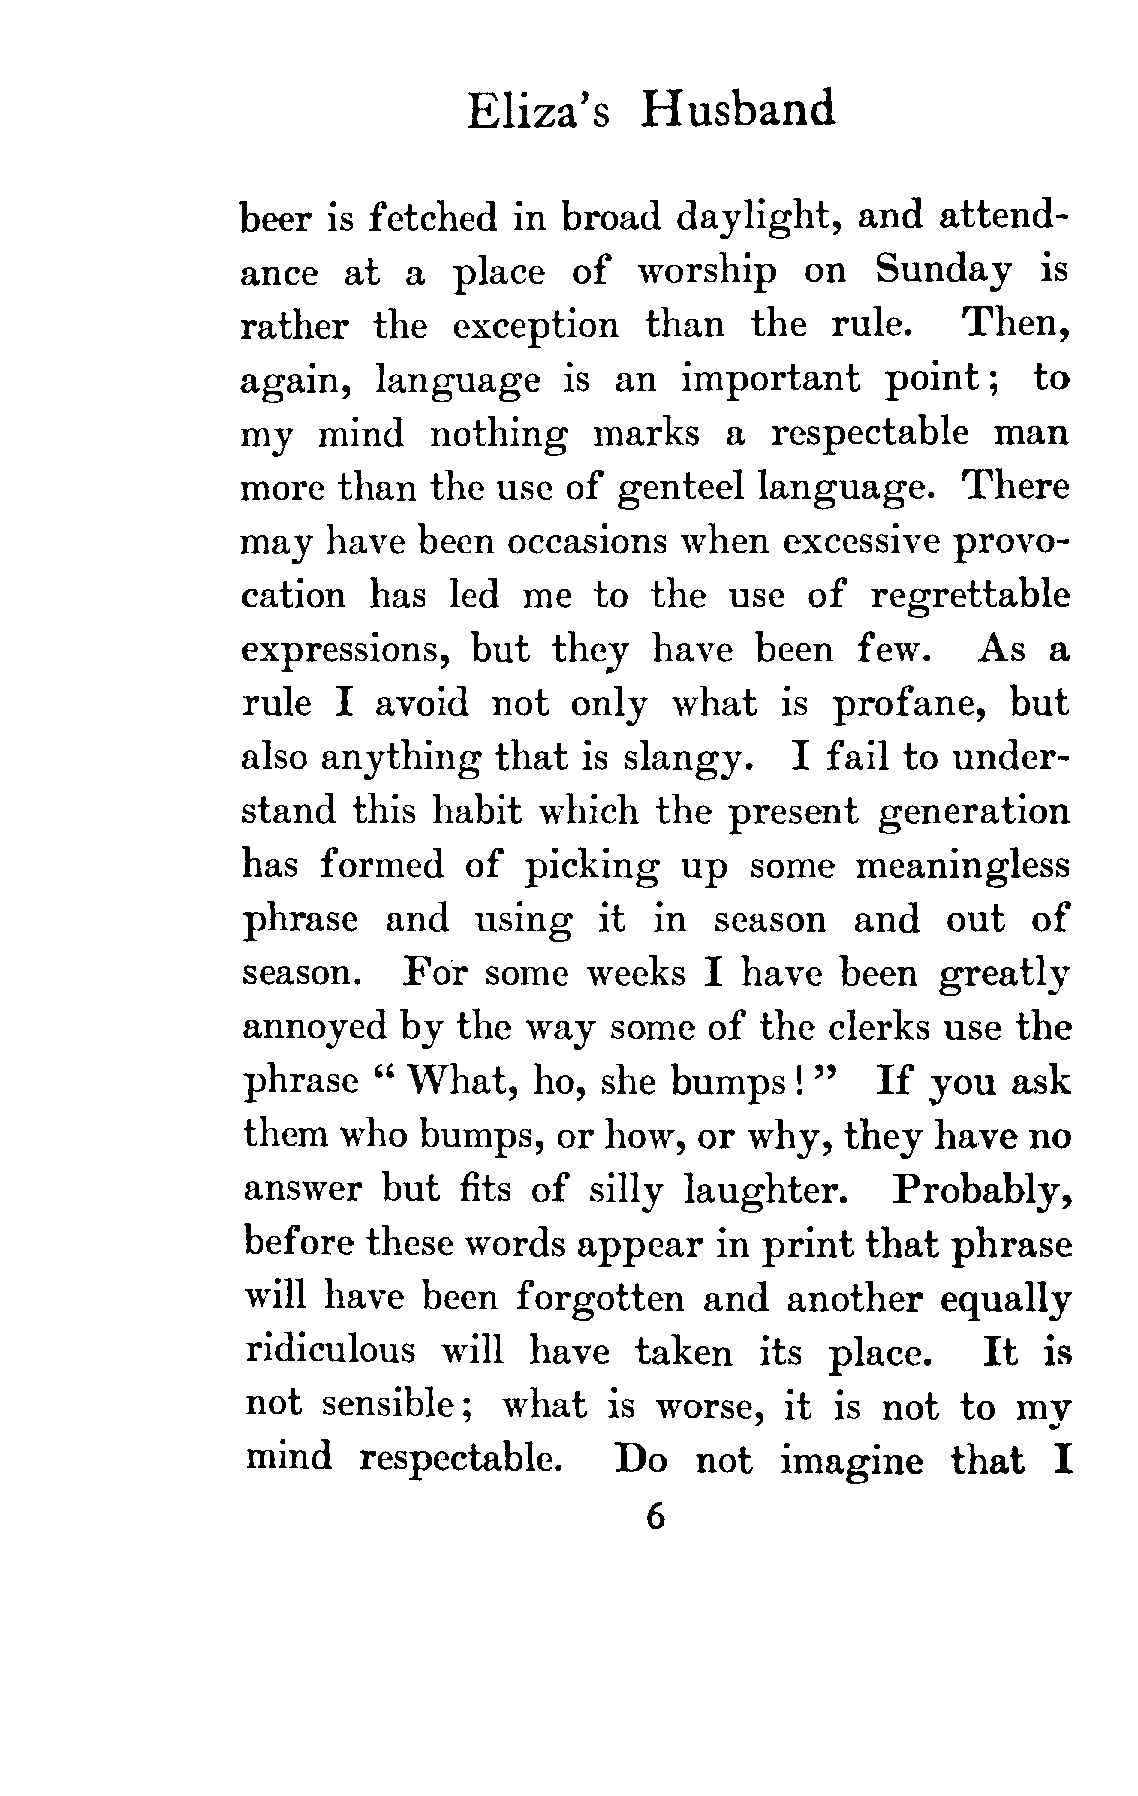 Eliza's Husband
beer is fetched in broad daylight, and attend-
ance at a place of worship on Sunday is
rather the exception than the rule. Then,
again, language is an important point; to
my mind nothing marks a respectable man
more than the use of genteel language. There
may have been occasions when excessive provo-
cation has led me to the use of regrettable
expressions, but they have been few. As a
rule I avoid not only what is profane, but
also anything that is slangy. I fail to under-
stand this habit which the present generation
has formed of picking up some meaningless
phrase and using it in season and out of
season. For some weeks I have been greatly
annoyed by the way some of the clerks use the
phrase “ What, ho, she bumps ! ” If you ask
them who bumps, or how, or why, they have no
answer but fits of silly laughter. Probably,
before these words appear in print that phrase
will have been forgotten and another equally
ridiculous will have taken its place. It is
not sensible; what is worse, it is not to my
mind respectable. Do not imagine that I
6